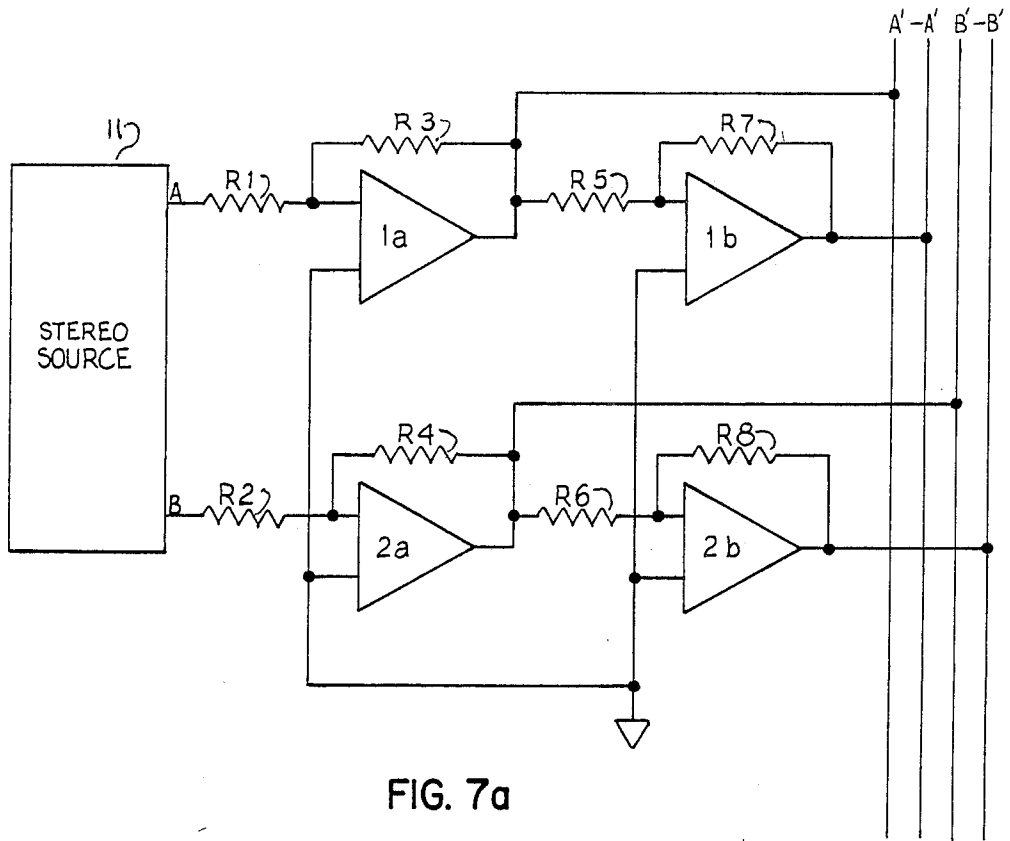 A' -A' B' -B'
11
R3
R7
A
R1
R5
1a
1b
STEREO
SOURCE
R4
R8
B
R2
R6
2a
2b
FIG. 7a